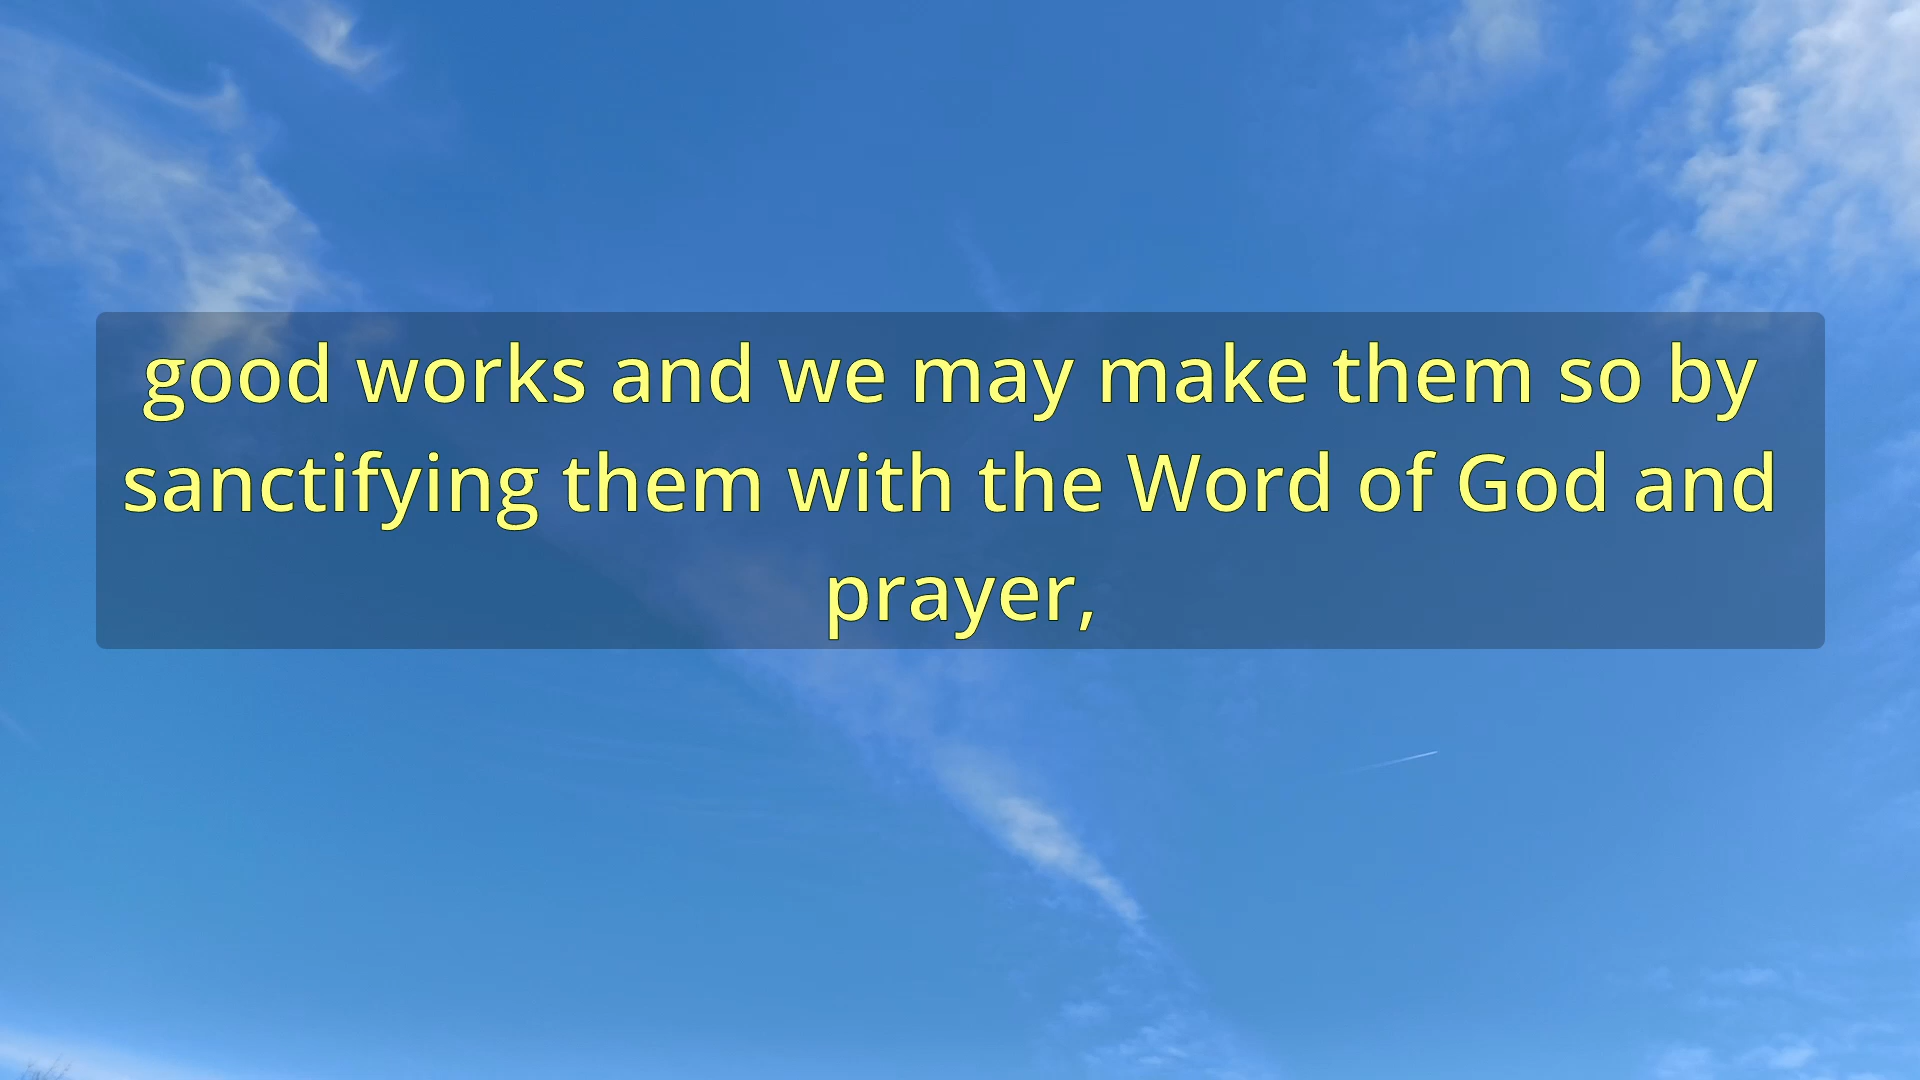 good works and we may make them so by
sanctifying them with the Word of God and
prayer,